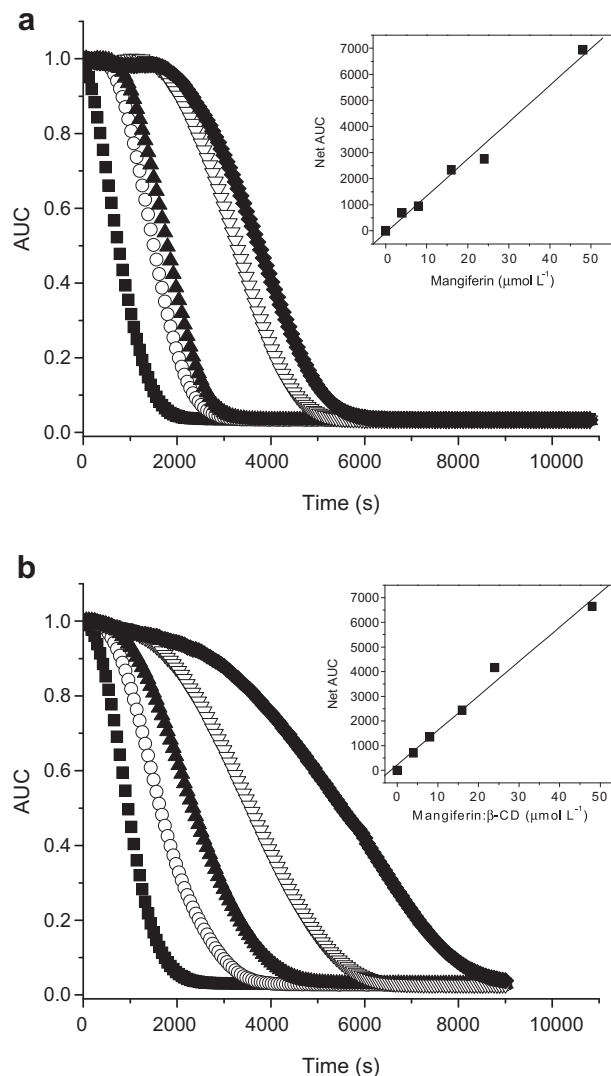 a
1.0
0.8
0.6
0.4
0.2
0.0
AUC
0 2000 4000 6000 8000 10000
Time (s)
7000
6000
5000
4000
3000
2000
1000
0
Net AUC
0 10 20 30 40 50
Mangiferin (μmol L⁻¹)
b
1.0
0.8
0.6
0.4
0.2
0.0
AUC
0 2000 4000 6000 8000 10000
Time (s)
7000
6000
5000
4000
3000
2000
1000
0
Net AUC
0 10 20 30 40 50
Mangiferin:β-CD (μmol L⁻¹)